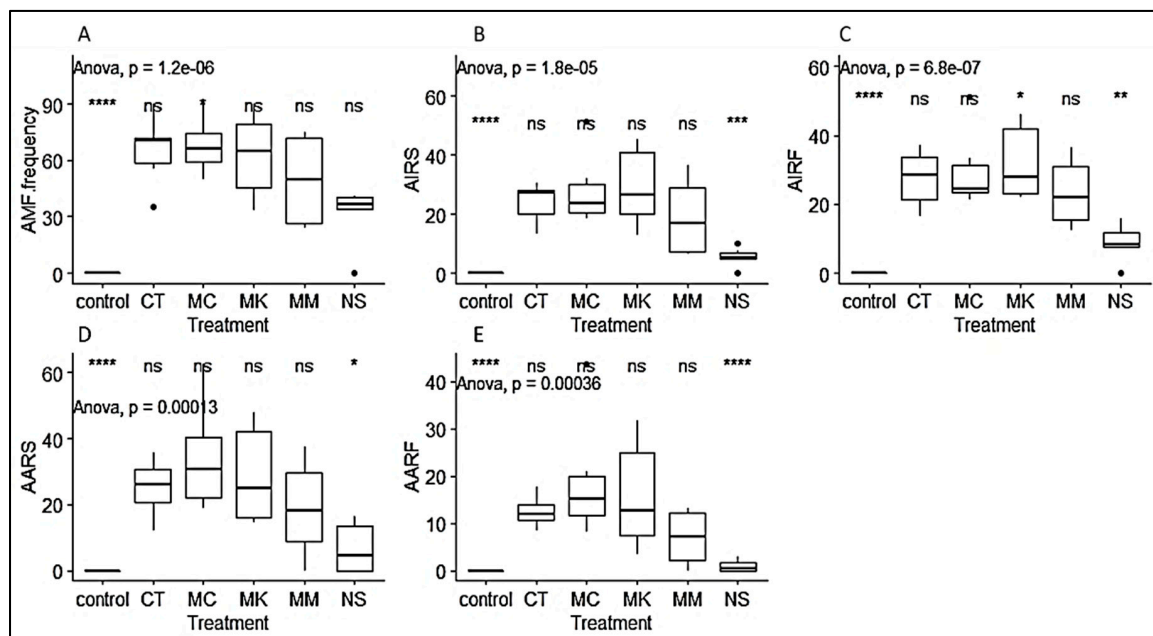 A
Anova, p = 1.2e-06
**** ns * ns ns ns
AMF.frequency
90
60
30
0
control CT MC MK MM NS
Treatment
B
Anova, p = 1.8e-05
**** ns ns ns ns ***
AIRS
60
40
20
0
control CT MC MK MM NS
Treatment
C
Anova, p = 6.8e-07
**** ns ns * ns **
AIRF
60
40
20
0
control CT MC MK MM NS
Treatment
D
**** ns ns ns ns *
Anova, p = 0.00013
AARS
60
40
20
0
control CT MC MK MM NS
Treatment
E
**** ns ns ns ns ****
Anova, p = 0.00036
AARF
40
30
20
10
0
control CT MC MK MM NS
Treatment